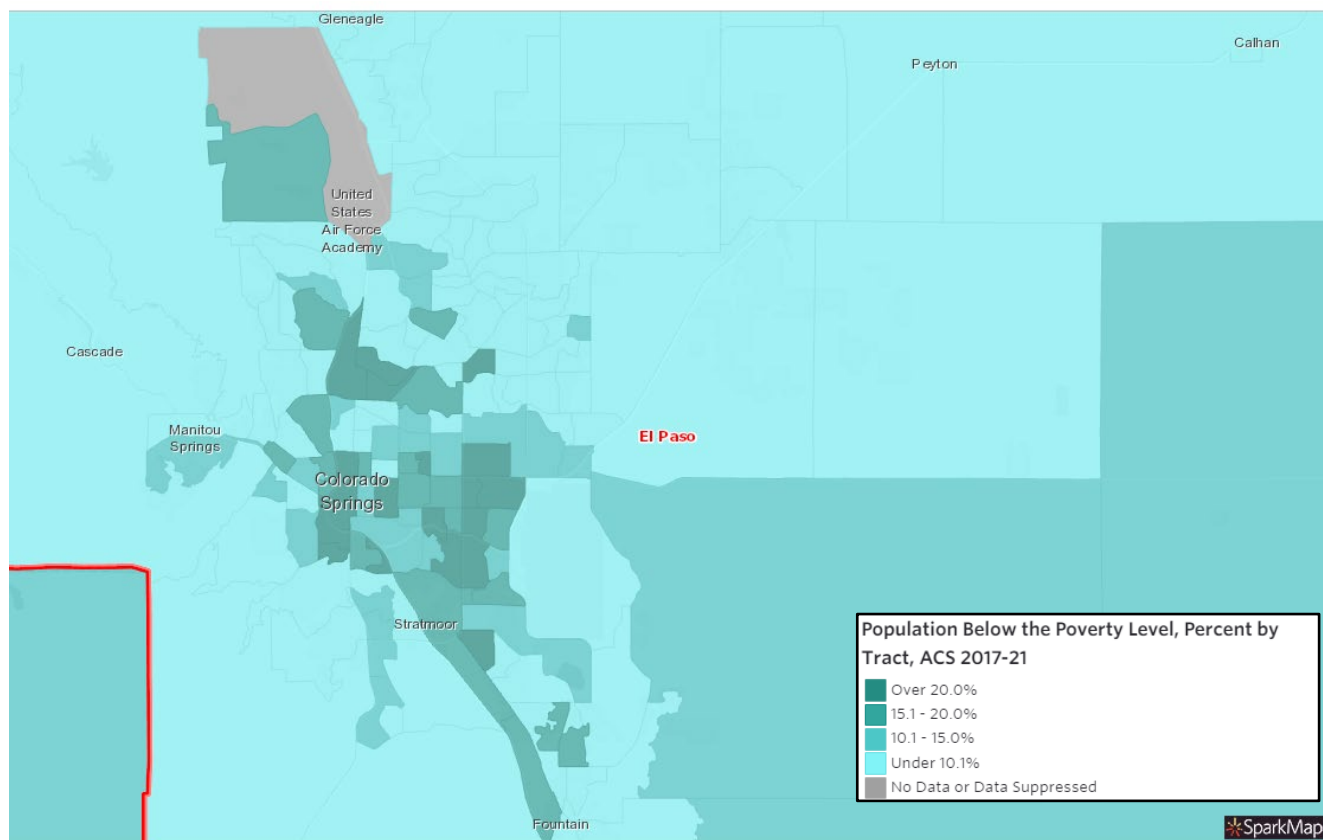 Gleneagle
Calhan
Peyton
United
States
Air Force
Academy
Cascade
Manitou
Springs
El Paso
Colorado
Springs
Stratmoor
Population Below the Poverty Level, Percent by
Tract, ACS 2017-21
Over 20.0%
15.1 - 20.0%
10.1 - 15.0%
Under 10.1%
No Data or Data Suppressed
Fountain
SparkMap